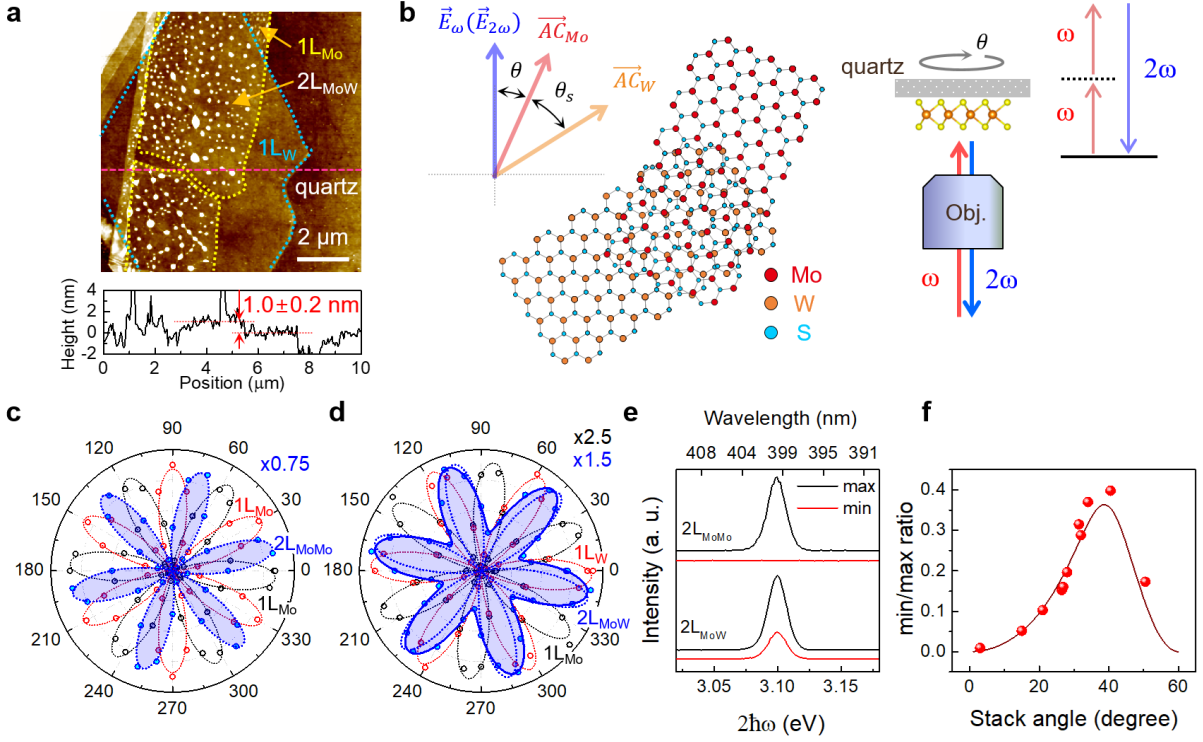 a
1L_Mo
2L_MoW
1L_W
quartz
2 μm
Height (nm)
4
2
0
-2
1.0±0.2 nm
0 2 4 6 8 10
Position (μm)
b
E⃗_ω(E⃗_2ω)
AC_Mo
θ
θ_s
AC_W
Mo
W
S
quartz
θ
Obj.
ω
2ω
ω
ω
2ω
c
90
120 60
x0.75
150 30
1L_Mo
2L_MoMo
180 0
1L_Mo
210 330
240 300
270
d
90
120 60
x2.5
x1.5
150 30
1L_W
180 0
2L_MoW
1L_Mo
210 330
240 300
270
e
Wavelength (nm)
408 404 399 395 391
max
min
2L_MoMo
2L_MoW
Intensity (a. u.)
3.05 3.10 3.15
2ħω (eV)
f
min/max ratio
0.4
0.3
0.2
0.1
0.0
0 20 40 60
Stack angle (degree)